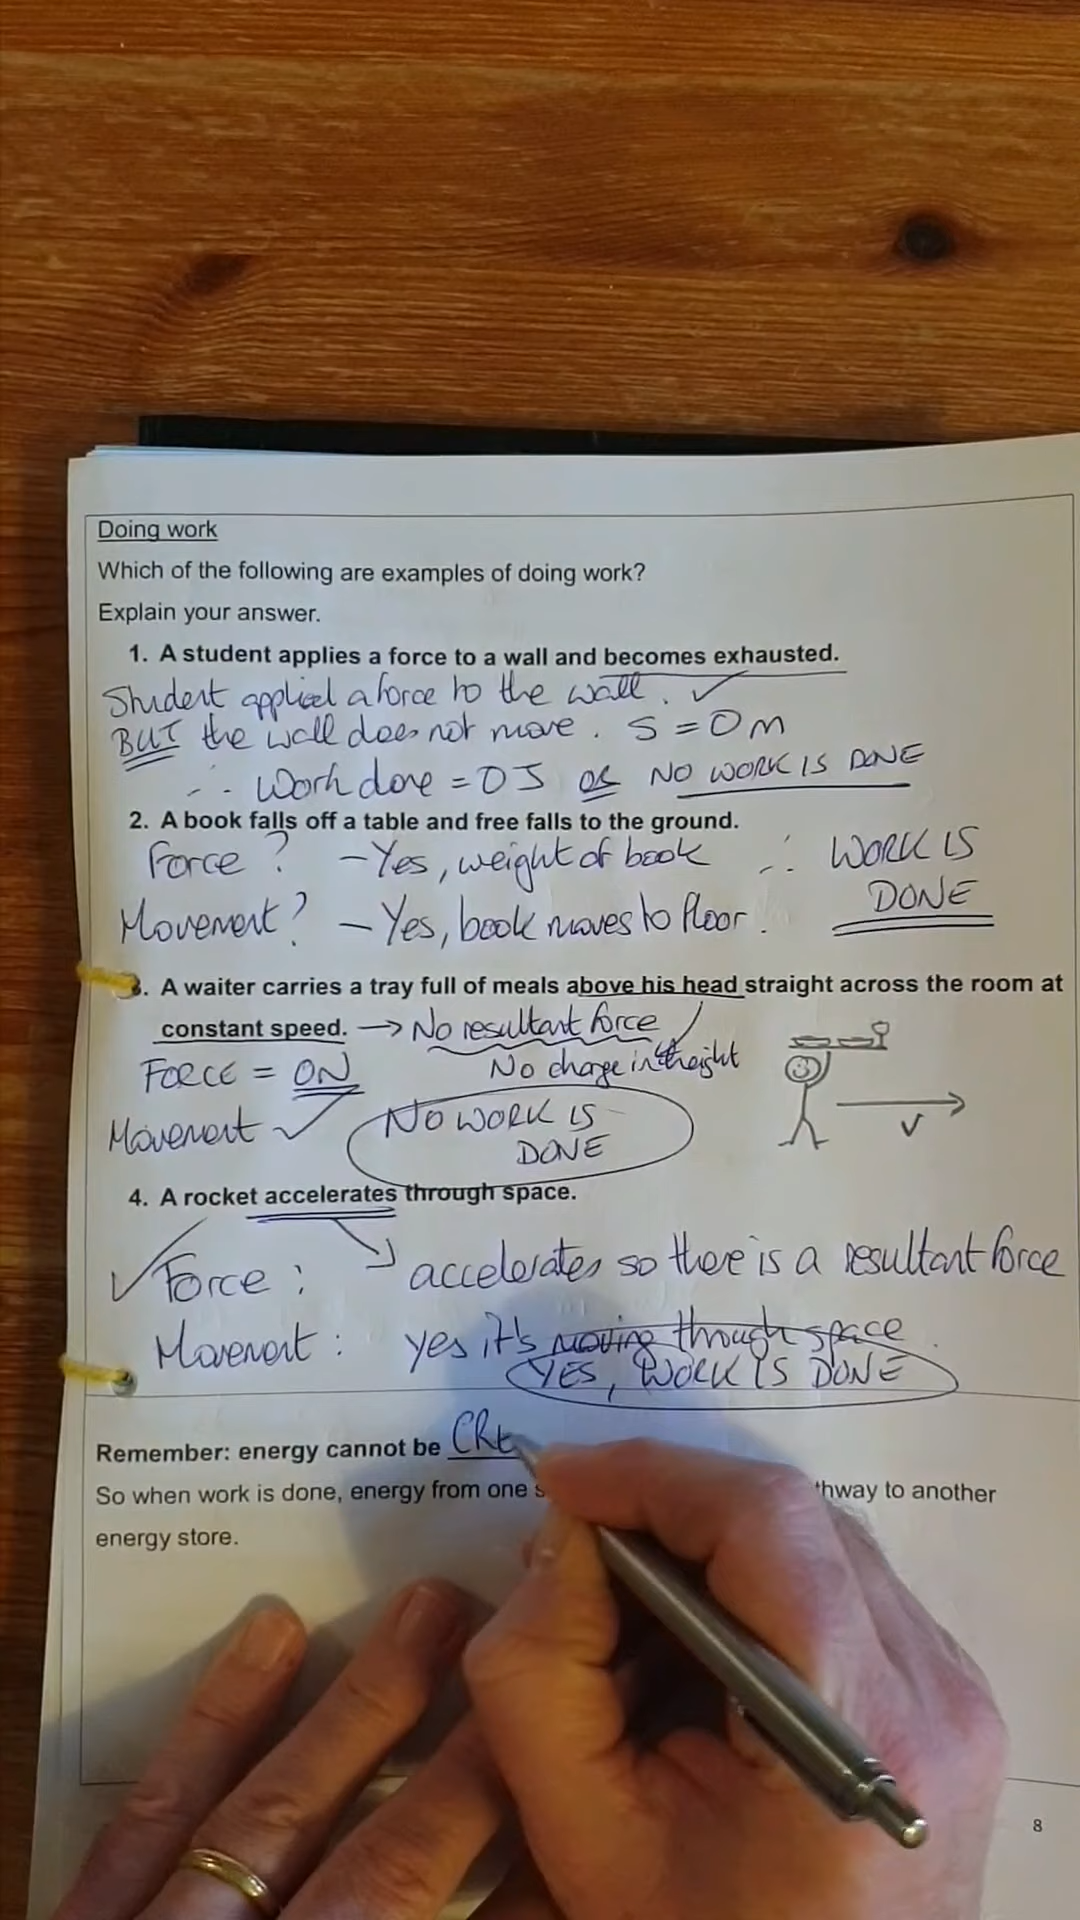 Doing work
Which of the following are examples of doing work?
Explain your answer.
1. A student applies a force to a wall and becomes exhausted.
Student applied a force to the wall. ✓
BUT the wall does not move. S = 0m
∴ Work done = 0J OR NO WORK IS DONE
2. A book falls off a table and free falls to the ground.
Force? – Yes, weight of book ∴ WORK IS
DONE
Movement? – Yes, book moves to floor.
3. A waiter carries a tray full of meals above his head straight across the room at
constant speed. → No resultant force
FORCE = ON No change in height
Movement ✓ NO WORK IS
DONE
v
4. A rocket accelerates through space.
✓ Force: accelerates so there is a resultant force
Movement: yes it's moving through space.
YES, WORK IS DONE
Remember: energy cannot be CRE
So when work is done, energy from one hway to another
energy store.
8